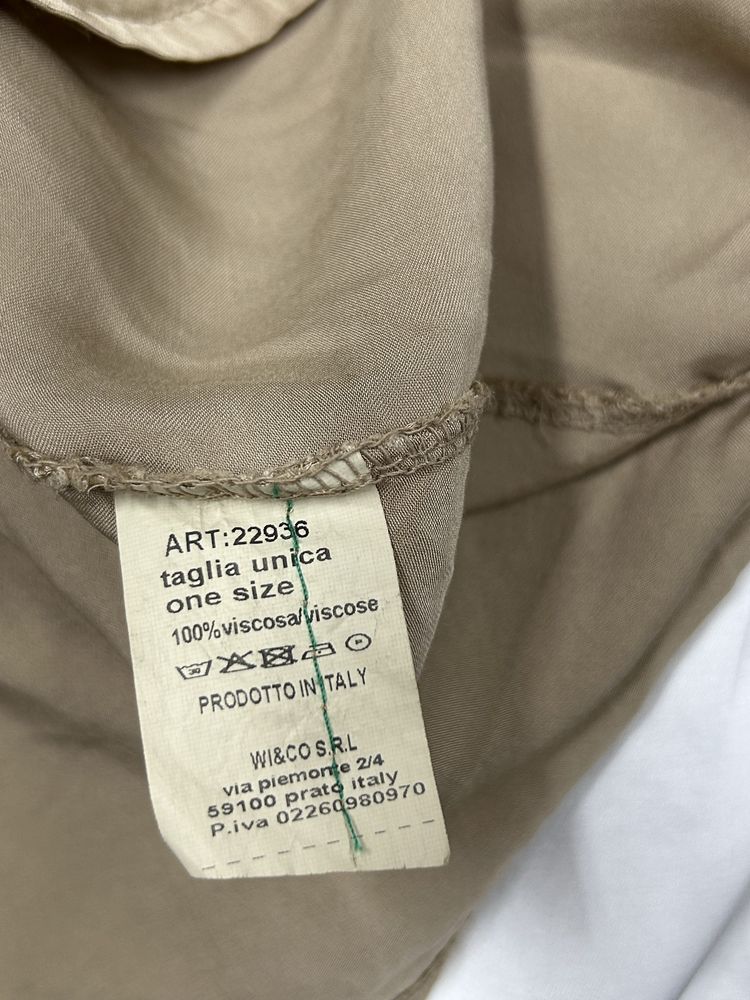 ART:22936
taglia unica
one size
100%viscosa/viscose
30
PRODOTTO IN ITALY
WI&CO S.R.L
via piemonte 2/4
59100 prato italy
P.iva 02260980970